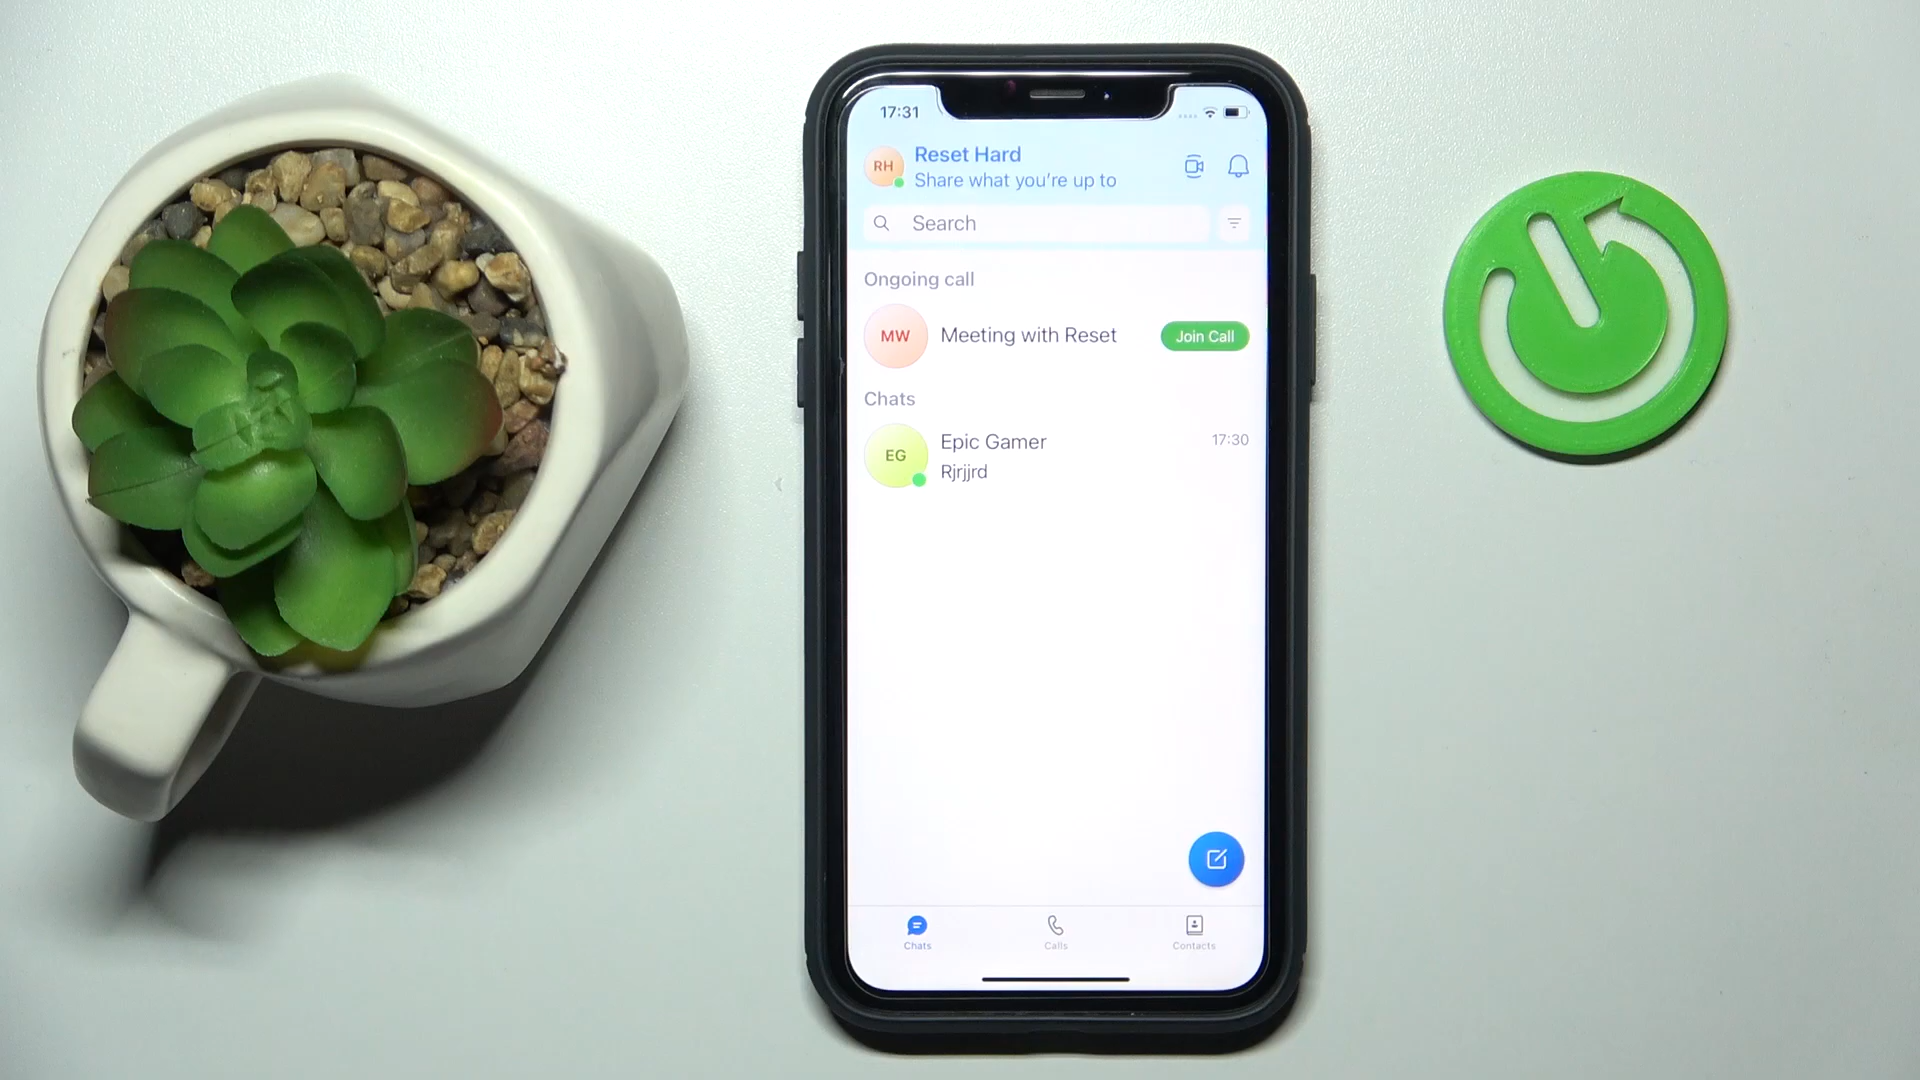 17:31
RH
Reset Hard
Share what you're up to
Search
Ongoing call
MW
Meeting with Reset
Join Call
Chats
EG
Epic Gamer
17:30
Rjrjjrd
Chats
Calls
Contacts